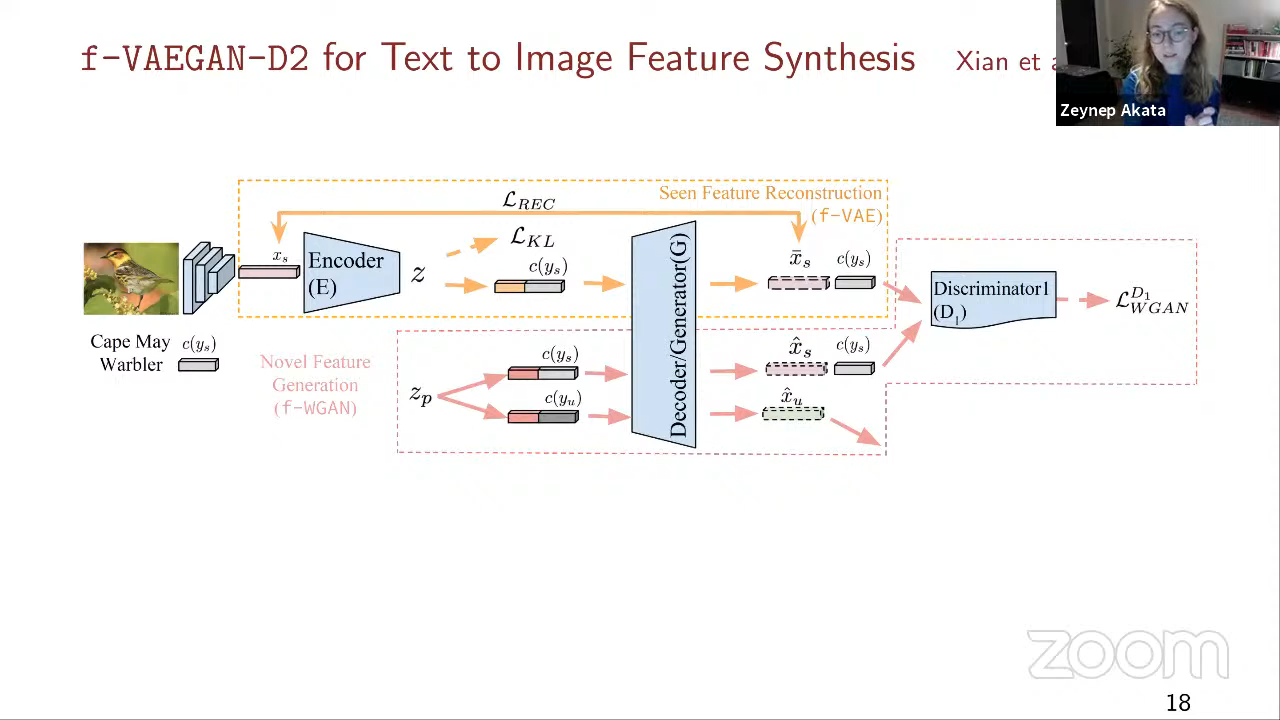 f-VAEGAN-D2 for Text to Image Feature Synthesis Xian et a
Zeynep Akata
Seen Feature Reconstruction
(f-VAE)
ℒ_REC
x_s
Encoder
(E)
z
ℒ_KL
c(y_s)
Decoder/Generator(G)
x̄_s
c(y_s)
Discriminator1
(D_1)
ℒ^{D_1}_{WGAN}
Cape May
Warbler
c(y_s)
Novel Feature
Generation
(f-WGAN)
z_p
c(y_s)
c(y_u)
x̂_s
c(y_s)
x̂_u
zoom
18